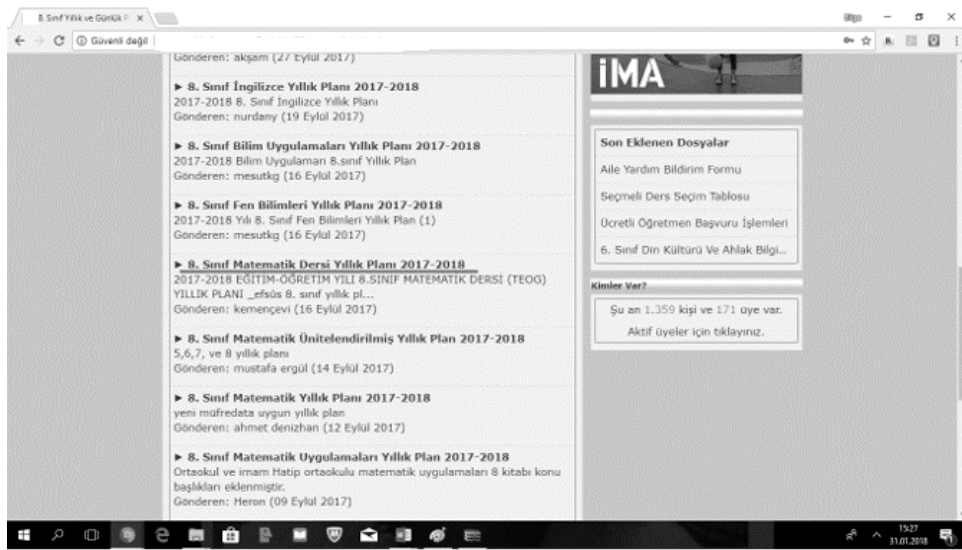 8. Sınıf Yıllık ve Günlük P
Bilgo
Güvenli değil
Gönderen: akşam (27 Eylül 2017)
► 8. Sınıf İngilizce Yıllık Planı 2017-2018
2017-2018 8. Sınıf İngilizce Yıllık Planı
Gönderen: nurdany (19 Eylül 2017)
► 8. Sınıf Bilim Uygulamaları Yıllık Planı 2017-2018
2017-2018 Bilim Uygulamarı 8.sınıf Yıllık Plan
Gönderen: mesutkg (16 Eylül 2017)
► 8. Sınıf Fen Bilimleri Yıllık Planı 2017-2018
2017-2018 Yılı 8. Sınıf Fen Bilimleri Yıllık Plan (1)
Gönderen: mesutkg (16 Eylül 2017)
► 8. Sınıf Matematik Dersi Yıllık Planı 2017-2018
2017-2018 EĞİTİM-ÖĞRETİM YILI 8.SINIF MATEMATİK DERSİ (TEOG)
YILLIK PLANI _efsüs 8. sınıf yıllık pl...
Gönderen: kemençevi (16 Eylül 2017)
► 8. Sınıf Matematik Ünitelendirilmiş Yıllık Plan 2017-2018
5,6,7, ve 8 yıllık planı
Gönderen: mustafa ergül (14 Eylül 2017)
► 8. Sınıf Matematik Yıllık Planı 2017-2018
yeni müfredata uygun yıllık plan
Gönderen: ahmet denizhan (12 Eylül 2017)
► 8. Sınıf Matematik Uygulamaları Yıllık Plan 2017-2018
Ortaokul ve imam Hatip ortaokulu matematik uygulamaları 8 kitabı konu
başlıkları eklenmiştir.
Gönderen: Heron (09 Eylül 2017)
iMA
Son Eklenen Dosyalar
Aile Yardım Bildirim Formu
Seçmeli Ders Seçim Tablosu
Ücretli Öğretmen Başvuru İşlemleri
6. Sınıf Din Kültürü Ve Ahlak Bilgi...
Kimler Var?
Şu an 1.359 kişi ve 171 üye var.
Aktif üyeler için tıklayınız.
15:27
31.01.2018